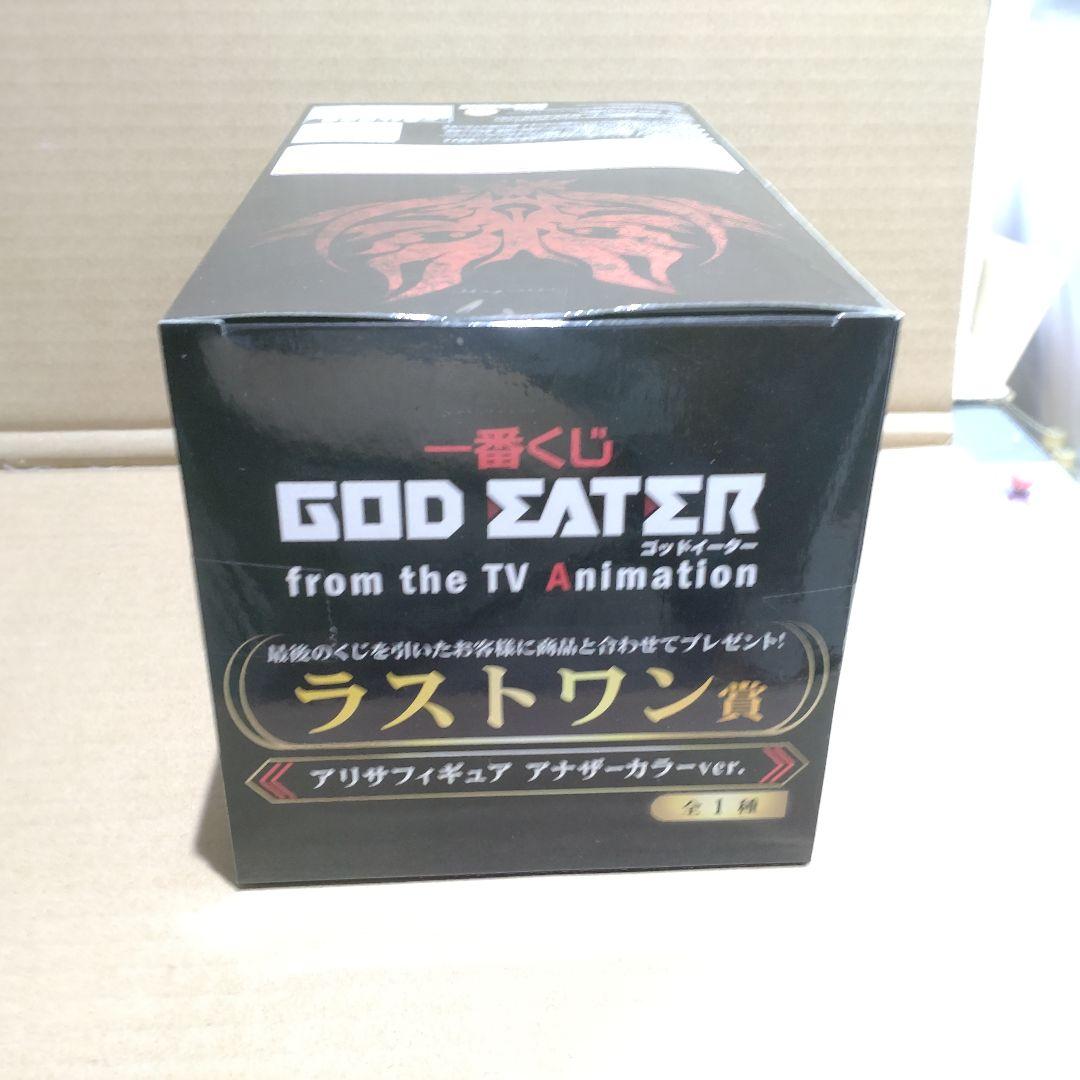 一番くじ
GOD EATER
ゴッドイーター
from the TV Animation
最後のくじを引いたお客様に商品と合わせてプレゼント!
ラストワン賞
アリサフィギュア アナザーカラーver.
全1種